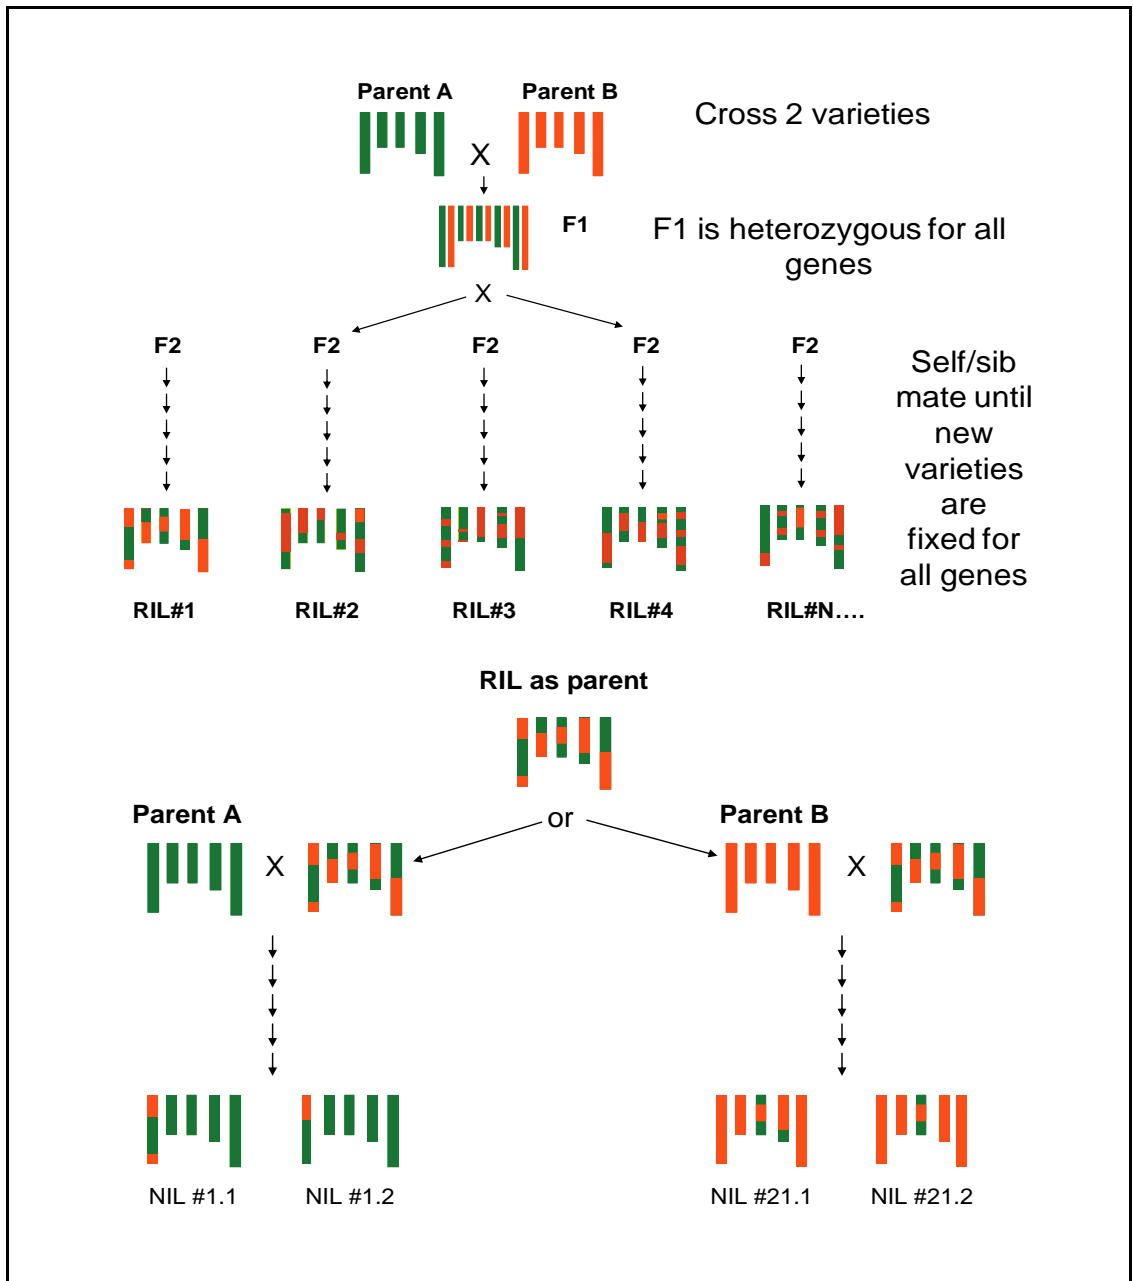 Parent A
Parent B
Cross 2 varieties
X
F1
F1 is heterozygous for all
genes
X
F2
F2
F2
F2
F2
Self/sib
mate until
new
varieties
are
fixed for
all genes
RIL#1
RIL#2
RIL#3
RIL#4
RIL#N....
RIL as parent
or
Parent A
Parent B
X
X
NIL #1.1
NIL #1.2
NIL #21.1
NIL #21.2